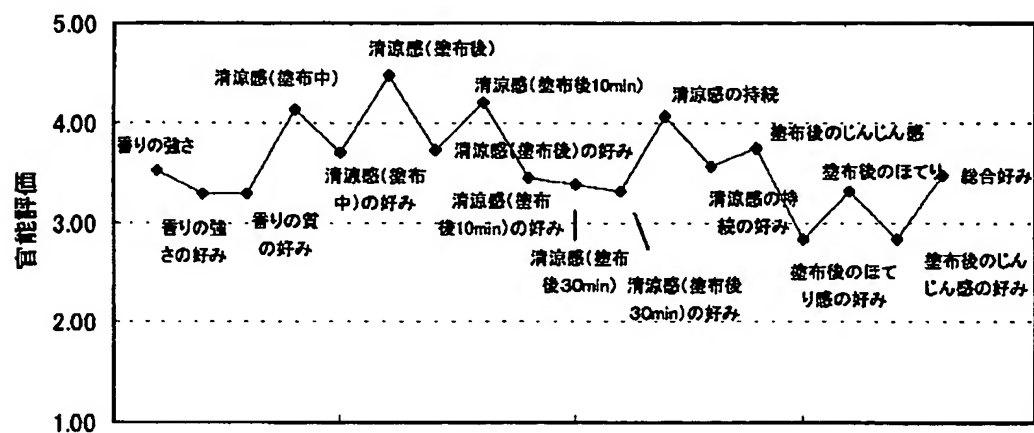 5.00
清涼感(塗布後)
清涼感(塗布中)
清涼感(塗布後10min)
清涼感の持続
4.00
香りの強さ
塗布後のじんじん感
清涼感(塗布後)の好み
塗布後のほてり
総合好み
清涼感(塗布
中)の好み
清涼感(塗布
後10min)の好み
清涼感の持
続の好み
官能評価
3.00
香りの強
さの好み
香りの質
の好み
清涼感(塗布
後30min)
清涼感(塗布後
30min)の好み
塗布後のほて
り感の好み
塗布後のじん
じん感の好み
2.00
1.00